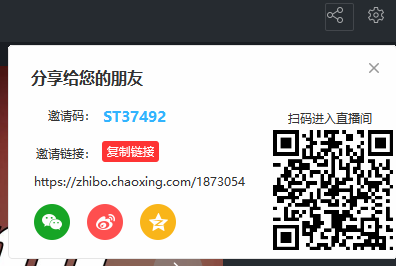 分享给您的朋友
邀请码： ST37492
邀请链接： 复制链接
https://zhibo.chaoxing.com/1873054
扫码进入直播间